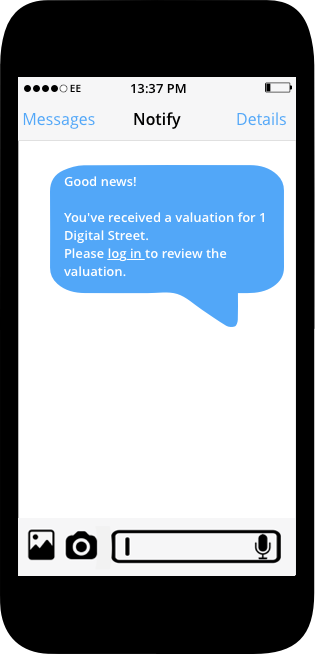 EE 13:37 PM
Messages Notify Details
Good news!
You've received a valuation for 1
Digital Street.
Please log in to review the
valuation.